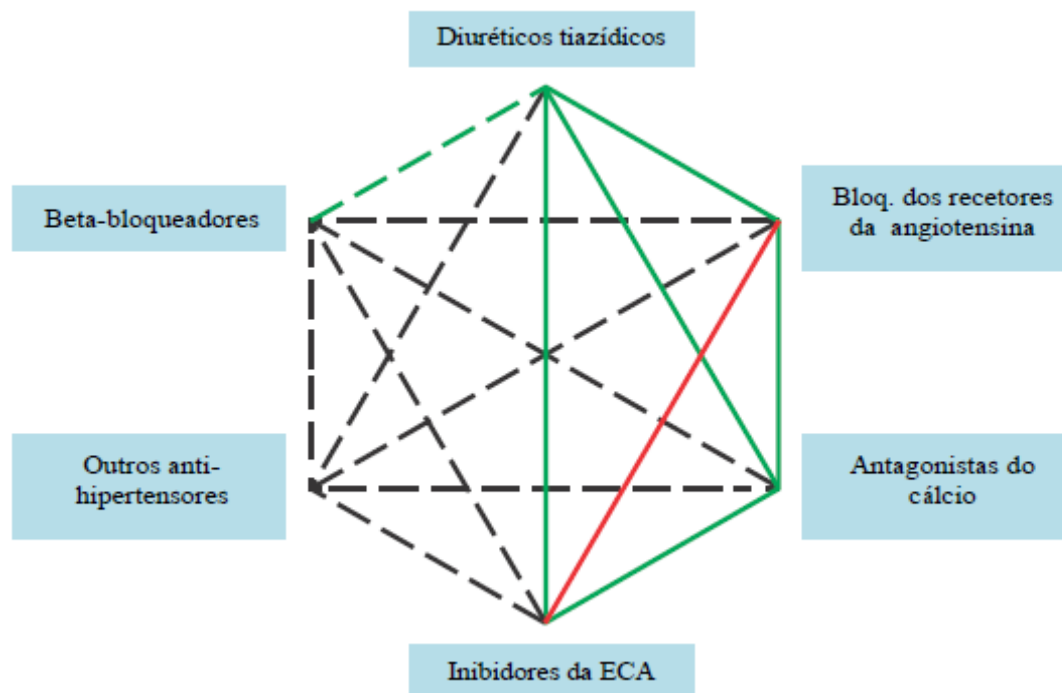 Diuréticos tiazídicos
Beta-bloqueadores
Bloq. dos recetores
da angiotensina
Outros anti-
hipertensores
Antagonistas do
cálcio
Inibidores da ECA